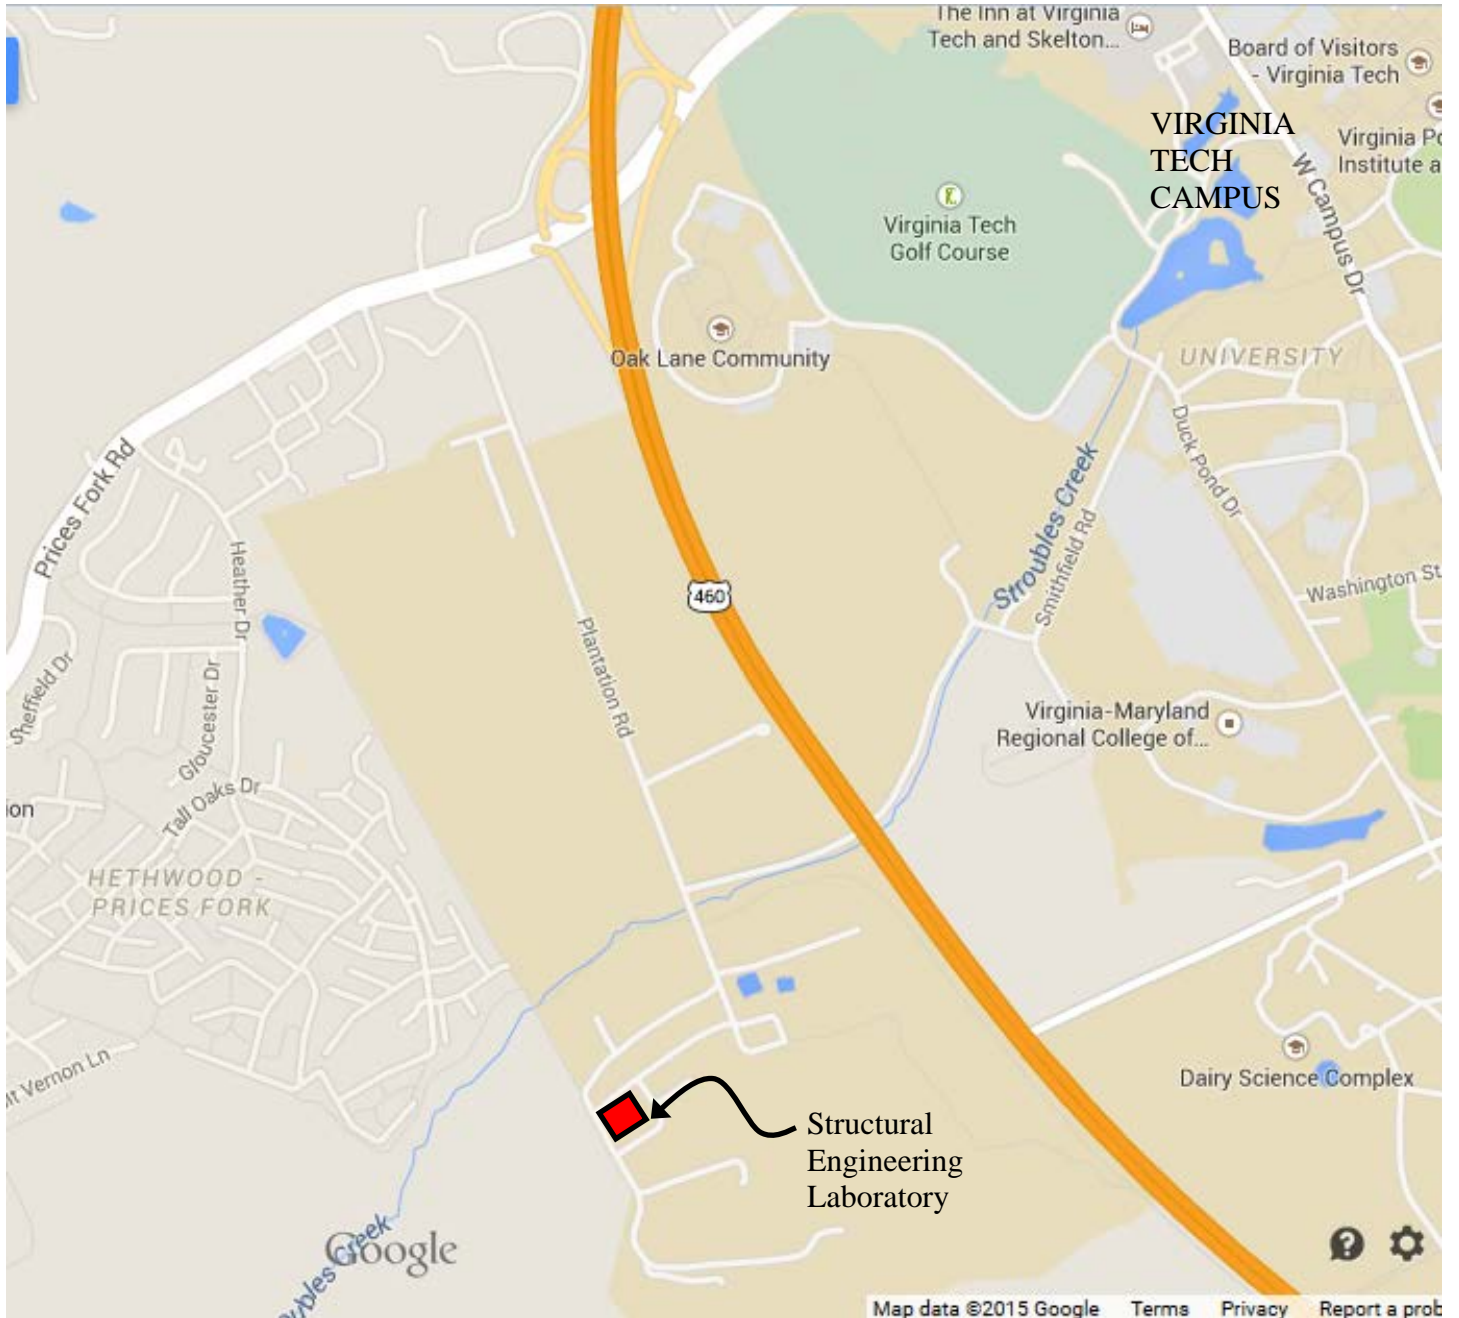 The Inn at Virginia
Tech and Skelton...
Board of Visitors
- Virginia Tech
VIRGINIA
TECH
CAMPUS
Virginia Po
Institute a
W Campus Dr
Virginia Tech
Golf Course
Oak Lane Community
UNIVERSITY
Duck Pond Dr
Prices Fork Rd
Stroubles Creek
Smithfield Rd
Heather Dr
460
Washington St
Plantation Rd
Sheffield Dr
Gloucester Dr
Virginia-Maryland
Regional College of...
Tall Oaks Dr
ion
HETHWOOD -
PRICES FORK
nt Vernon Ln
Dairy Science Complex
Structural
Engineering
Laboratory
oubles Creek
Google
Map data ©2015 Google Terms Privacy Report a prob